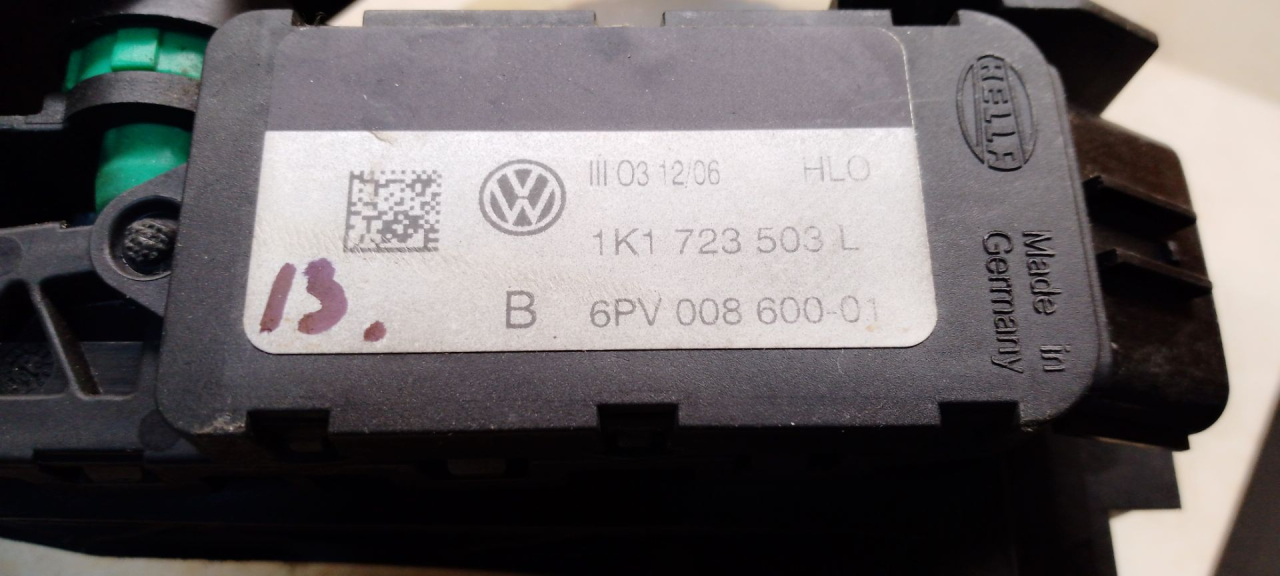 III 03 12/06 HLO
1K1 723 503 L
B 6PV 008 600-01
13.
HELLA
Made in
Germany